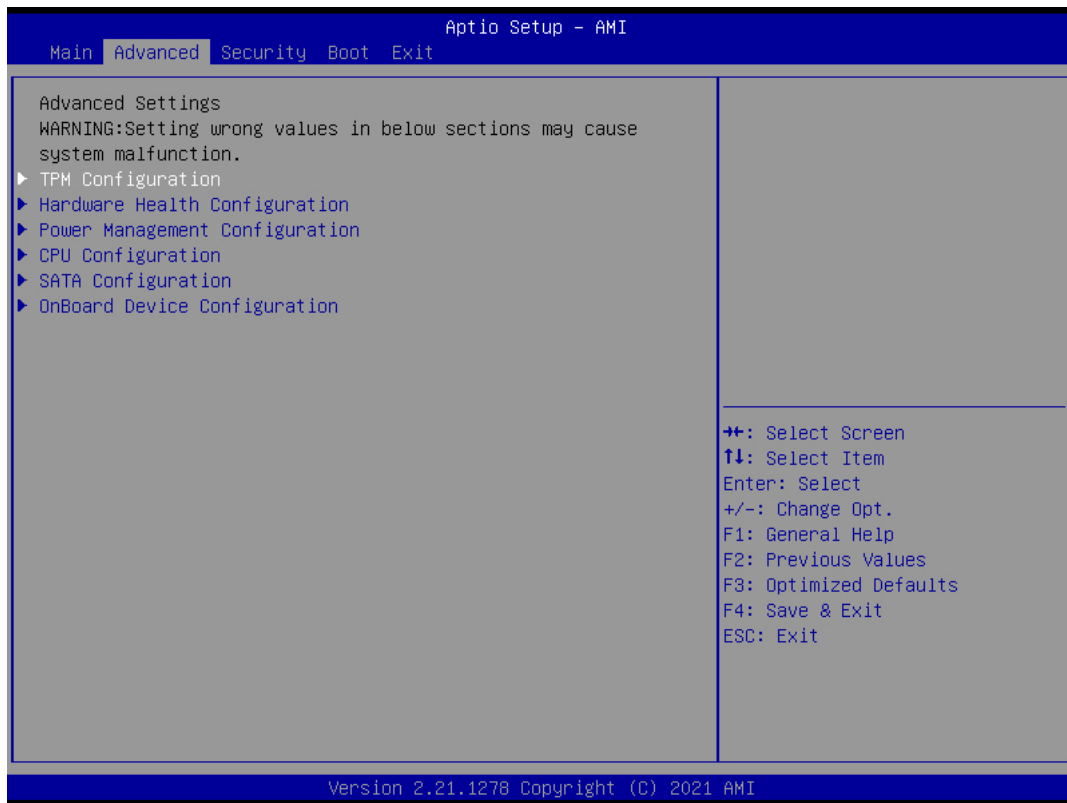 Aptio Setup – AMI
Main Advanced Security Boot Exit
Advanced Settings
WARNING:Setting wrong values in below sections may cause
system malfunction.
▶ TPM Configuration
▶ Hardware Health Configuration
▶ Power Management Configuration
▶ CPU Configuration
▶ SATA Configuration
▶ OnBoard Device Configuration
→←: Select Screen
↑↓: Select Item
Enter: Select
+/-: Change Opt.
F1: General Help
F2: Previous Values
F3: Optimized Defaults
F4: Save & Exit
ESC: Exit
Version 2.21.1278 Copyright (C) 2021 AMI